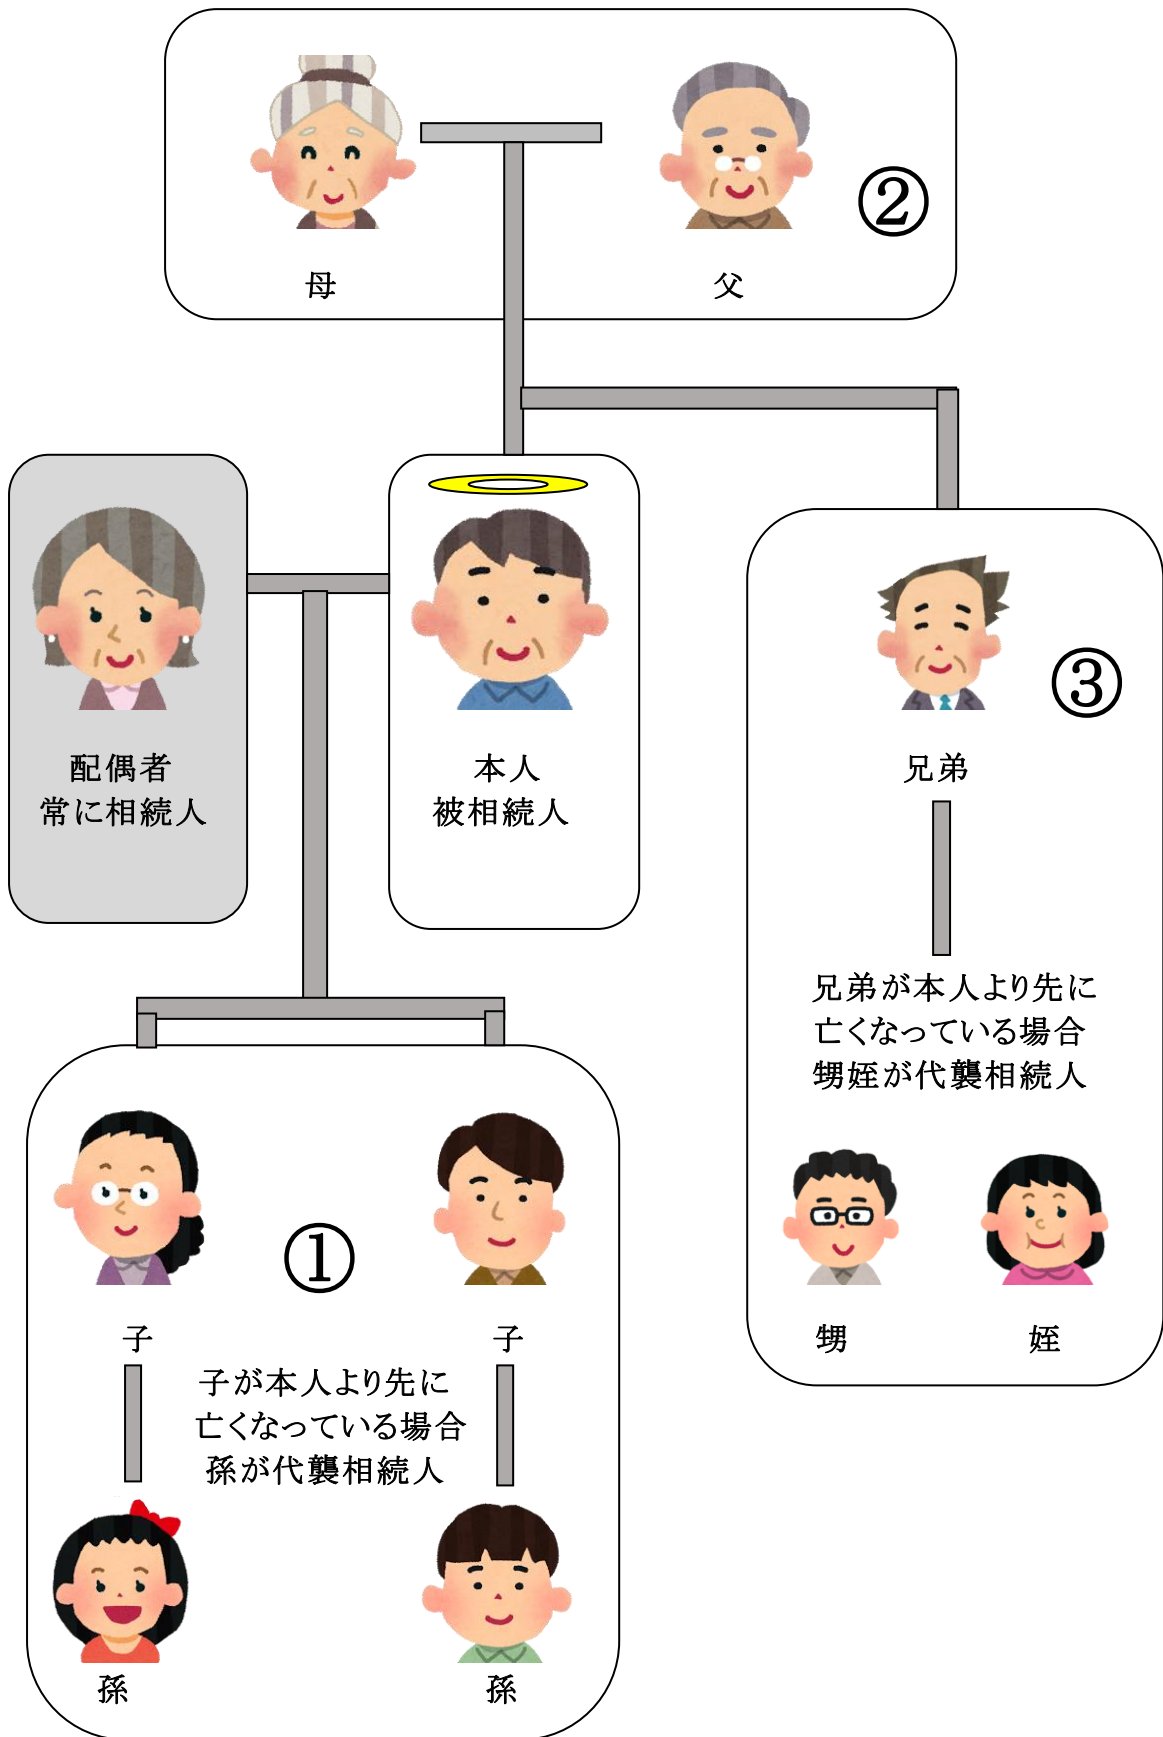 ②
母
父
配偶者
常に相続人
本人
被相続人
③
兄弟
兄弟が本人より先に
亡くなっている場合
甥姪が代襲相続人
甥
姪
①
子
子
子が本人より先に
亡くなっている場合
孫が代襲相続人
孫
孫